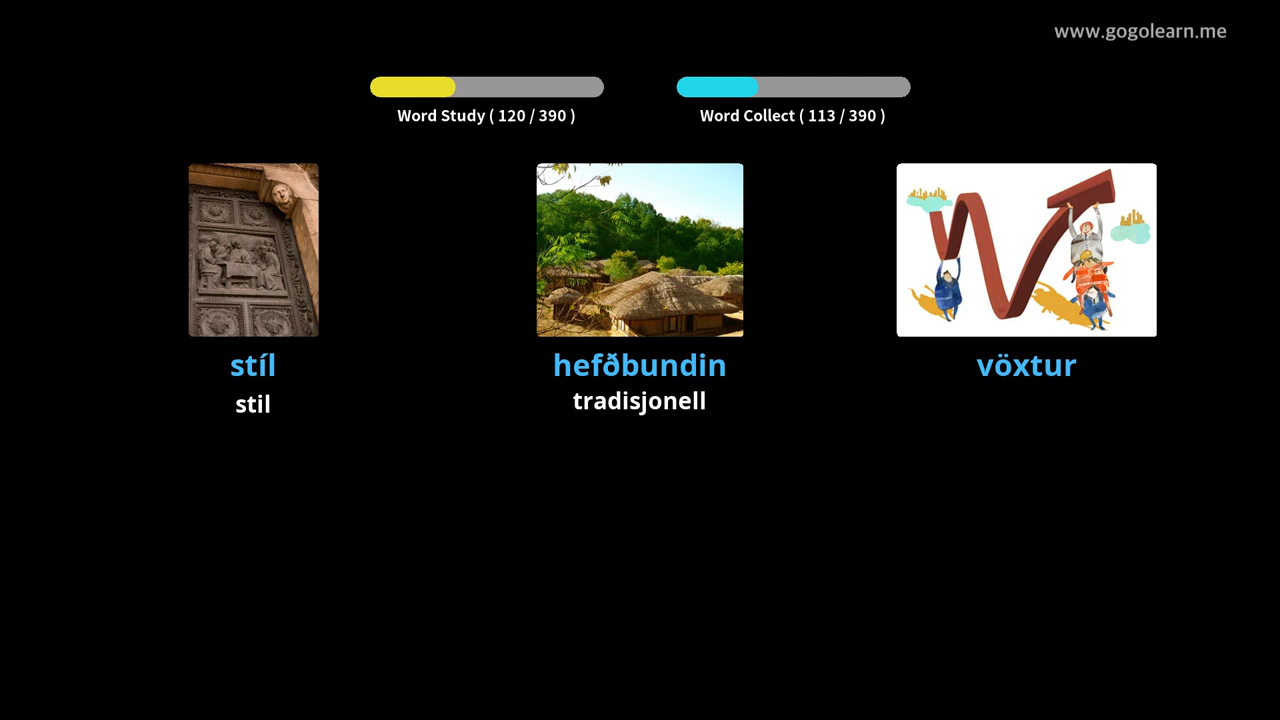 www.gogolearn.me
Word Study ( 120 / 390 )
Word Collect ( 113 / 390 )
stíl
hefðbundin
vöxtur
stil
tradisjonell